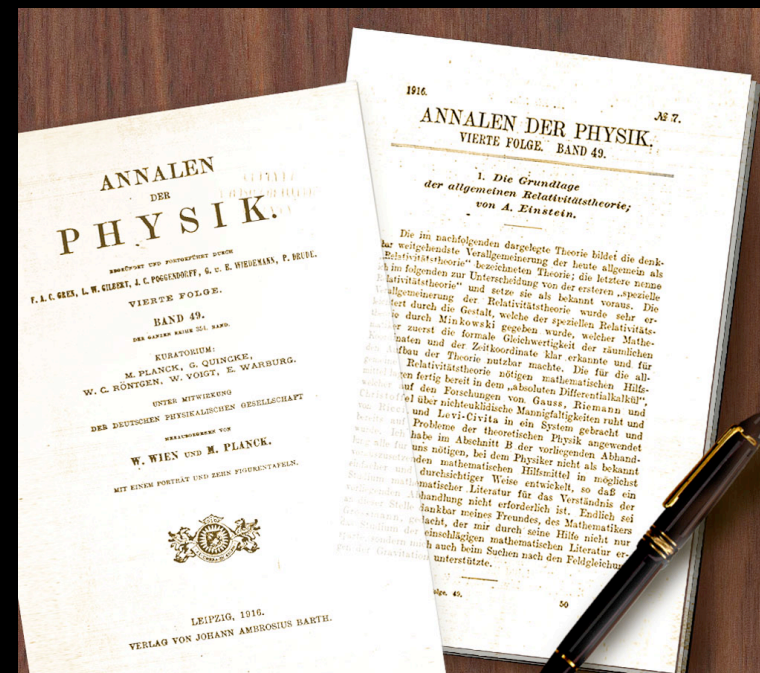 ANNALEN
DER
PHYSIK.
BEGRÜNDET UND FORTGEFÜHRT DURCH
F. A. C. GREN, L. W. GILBERT, J. C. POGGENDORFF, G. U. E. WIEDEMANN, P. DRUDE.
VIERTE FOLGE.
BAND 49.
DER GANZEN REIHE 354. BAND.
KURATORIUM:
M. PLANCK, G. QUINCKE,
W. C. RÖNTGEN, W. VOIGT, E. WARBURG.
UNTER MITWIRKUNG
DER DEUTSCHEN PHYSIKALISCHEN GESELLSCHAFT
HERAUSGEGEBEN VON
W. WIEN UND M. PLANCK.
MIT EINEM PORTRÄT UND ZEHN FIGURENTAFELN.
LEIPZIG, 1916.
VERLAG VON JOHANN AMBROSIUS BARTH.
1916. № 7.
ANNALEN DER PHYSIK.
VIERTE FOLGE. BAND 49.
1. Die Grundlage
der allgemeinen Relativitätstheorie;
von A. Einstein.
Die im nachfolgenden dargelegte Theorie bildet die denk-
bar weitgehendste Verallgemeinerung der heute allgemein als
„Relativitätstheorie“ bezeichneten Theorie; die letztere nenne
ich im folgenden zur Unterscheidung von der ersteren „spezielle
Relativitätstheorie“ und setze sie als bekannt voraus. Die
Verallgemeinerung der Relativitätstheorie wurde sehr er-
leichtert durch die Gestalt, welche der speziellen Relativitäts-
theorie durch Minkowski gegeben wurde, welcher Mathe-
matiker zuerst die formale Gleichwertigkeit der räumlichen
Koordinaten und der Zeitkoordinate klar erkannte und für
den Aufbau der Theorie nutzbar machte. Die für die all-
gemeine Relativitätstheorie nötigen mathematischen Hilfs-
mittel lagen fertig bereit in dem „absoluten Differentialkalkül“,
welcher auf den Forschungen von Gauss, Riemann und
Christoffel über nichteuklidische Mannigfaltigkeiten ruht und
von Ricci und Levi-Civita in ein System gebracht und
bereits auf Probleme der theoretischen Physik angewendet
wurde. Ich habe im Abschnitt B der vorliegenden Abhand-
lung alle für uns nötigen, bei dem Physiker nicht als bekannt
vorauszusetzenden mathematischen Hilfsmittel in möglichst
einfacher und durchsichtiger Weise entwickelt, so daß ein
Studium mathematischer Literatur für das Verständnis der
vorliegenden Abhandlung nicht erforderlich ist. Endlich sei
an dieser Stelle dankbar meines Freundes, des Mathematikers
Grossmann, gedacht, der mir durch seine Hilfe nicht nur
das Studium der einschlägigen mathematischen Literatur er-
sparte, sondern mich auch beim Suchen nach den Feldgleichun
gen der Gravitation unterstützte.
olge. 49. 50